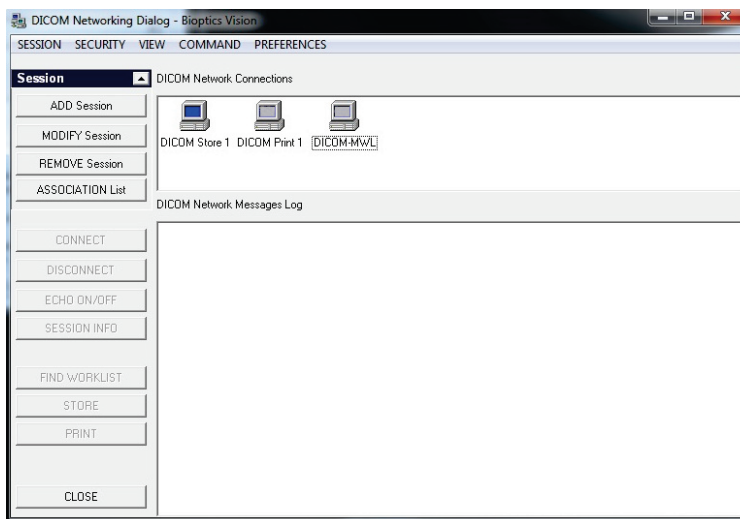 DICOM Networking Dialog - Bioptics Vision
SESSION SECURITY VIEW COMMAND PREFERENCES
Session
DICOM Network Connections
ADD Session
MODIFY Session
REMOVE Session
ASSOCIATION List
DICOM Store 1 DICOM Print 1 DICOM-MWL
DICOM Network Messages Log
CONNECT
DISCONNECT
ECHO ON/OFF
SESSION INFO
FIND WORKLIST
STORE
PRINT
CLOSE